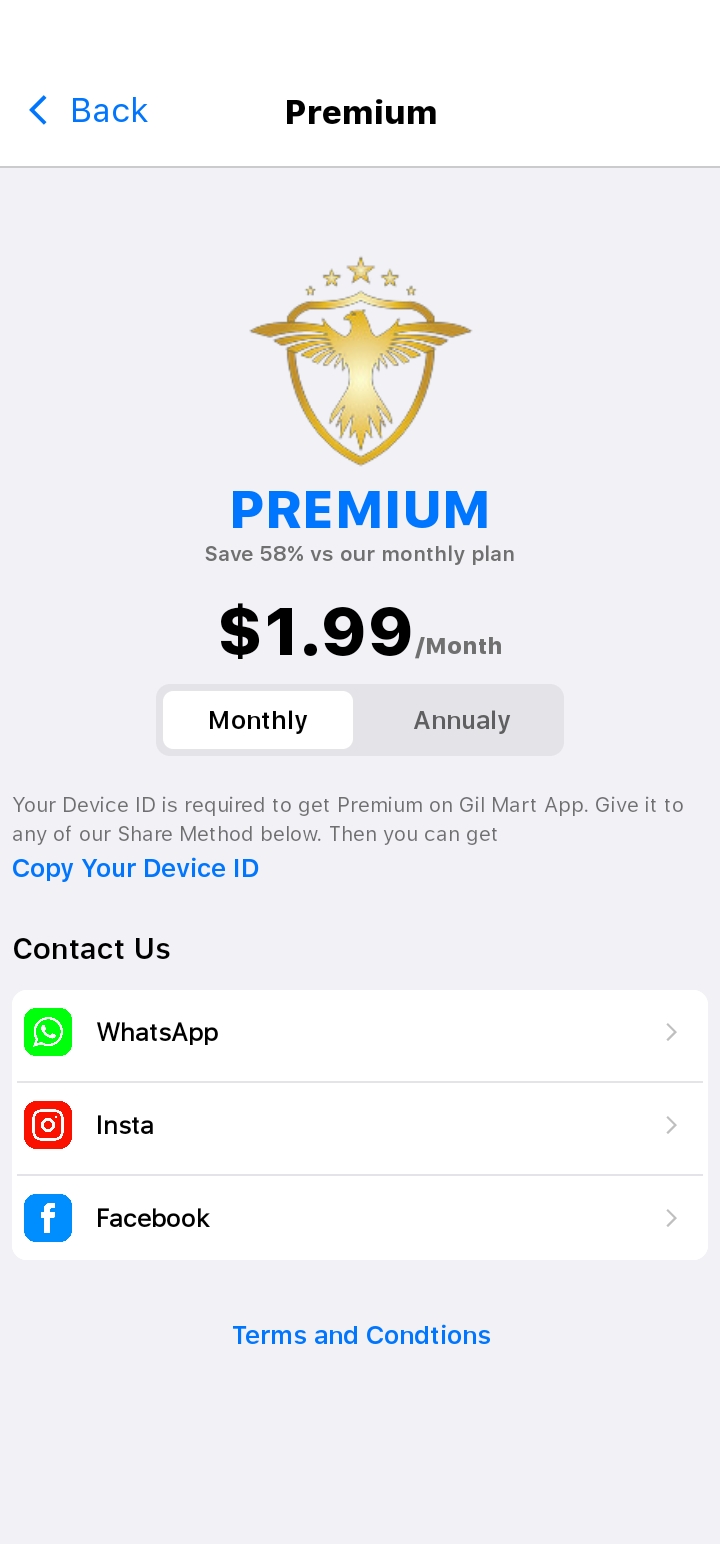 Back
Premium
PREMIUM
Save 58% vs our monthly plan
$1.99/Month
Monthly
Annualy
Your Device ID is required to get Premium on Gil Mart App. Give it to
any of our Share Method below. Then you can get
Copy Your Device ID
Contact Us
WhatsApp
Insta
Facebook
Terms and Condtions